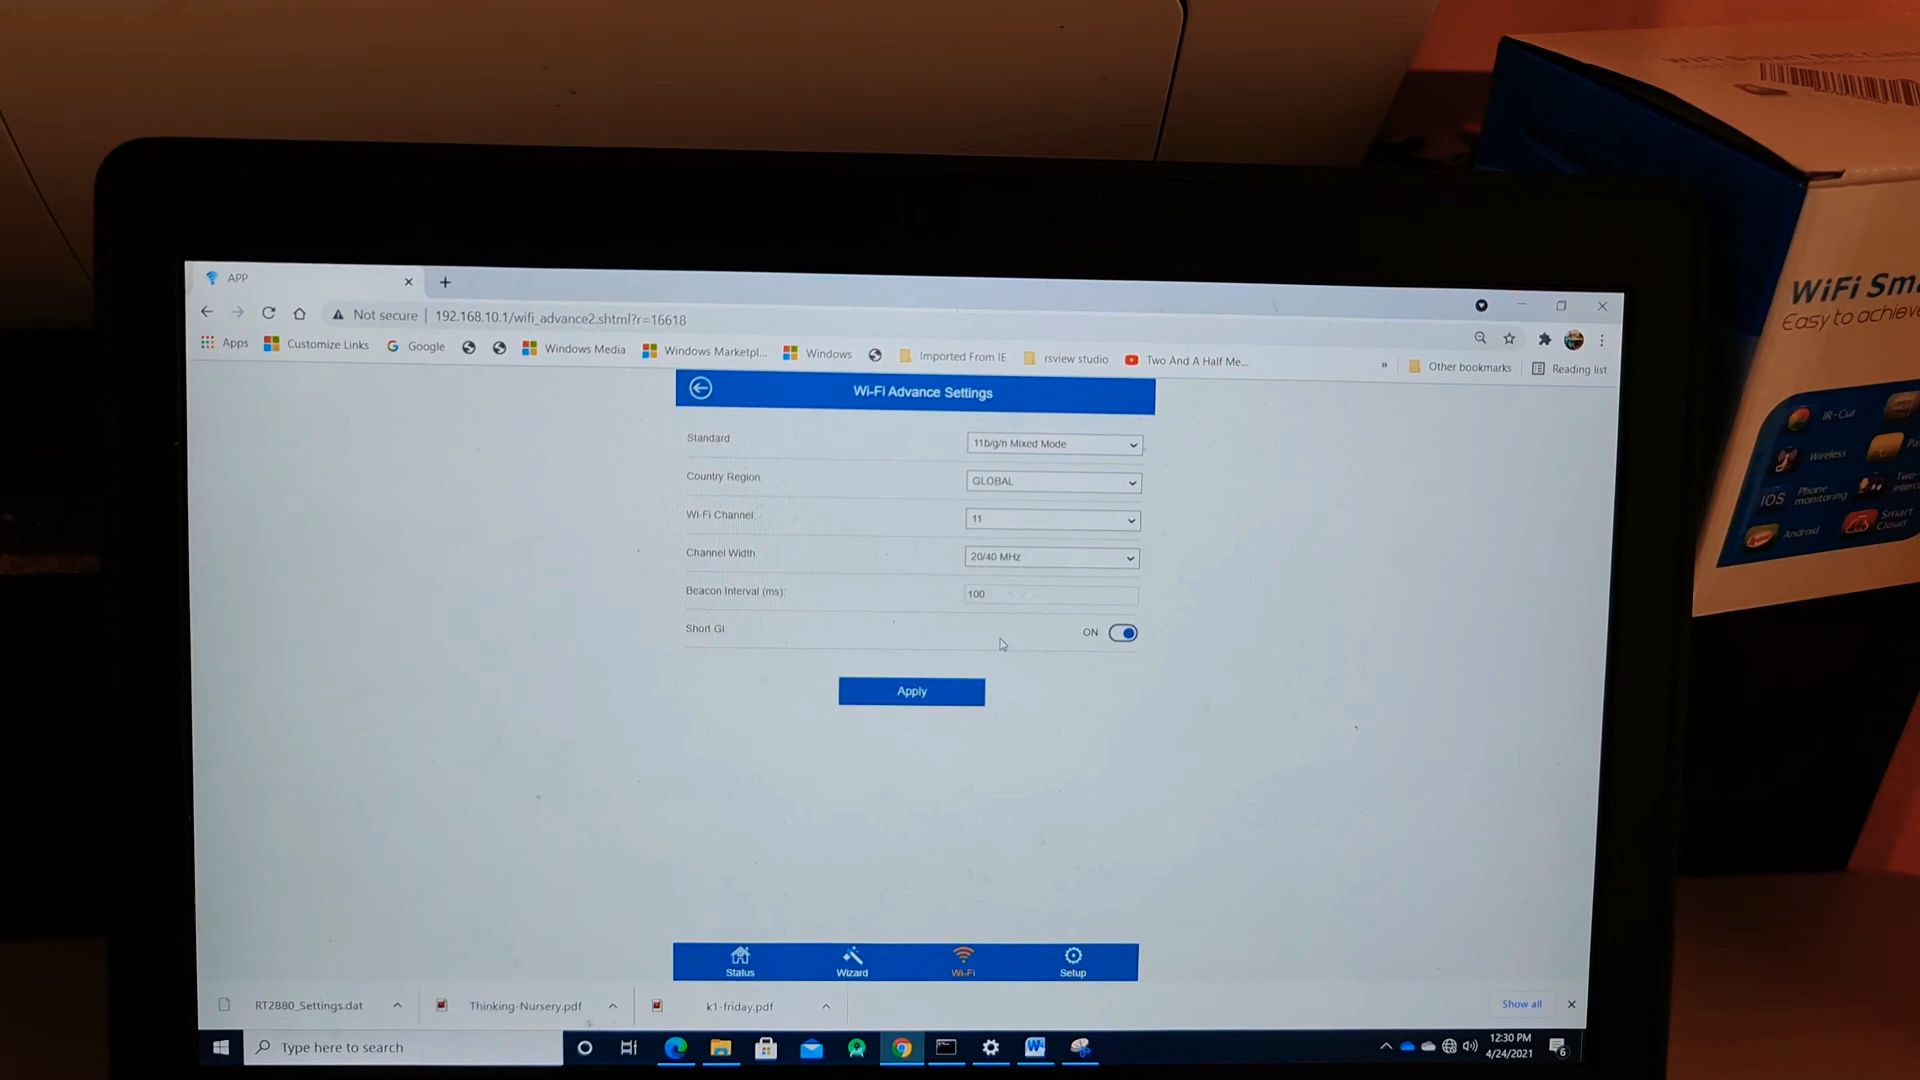 WiFi Sma
Easy to achieve
IR-Cut
Wireless
IOS
Phone monitoring
Android
Smart Cloud
APP
Not secure
192.168.10.1/wifi_advance2.shtml?r=16618
Apps
Customize Links
Google
Windows Media
Windows Marketpl...
Windows
Imported From IE
rsview studio
Two And A Half Me...
»
Other bookmarks
Reading list
Wi-Fi Advance Settings
Standard:
11b/g/n Mixed Mode
Country Region:
GLOBAL
Wi-Fi Channel:
11
Channel Width:
20/40 MHz
Beacon Interval (ms):
100
Short GI
ON
Apply
Status
Wizard
Wi-Fi
Setup
RT2880_Settings.dat
Thinking-Nursery.pdf
k1-friday.pdf
Show all
Type here to search
12:30 PM
4/24/2021
6